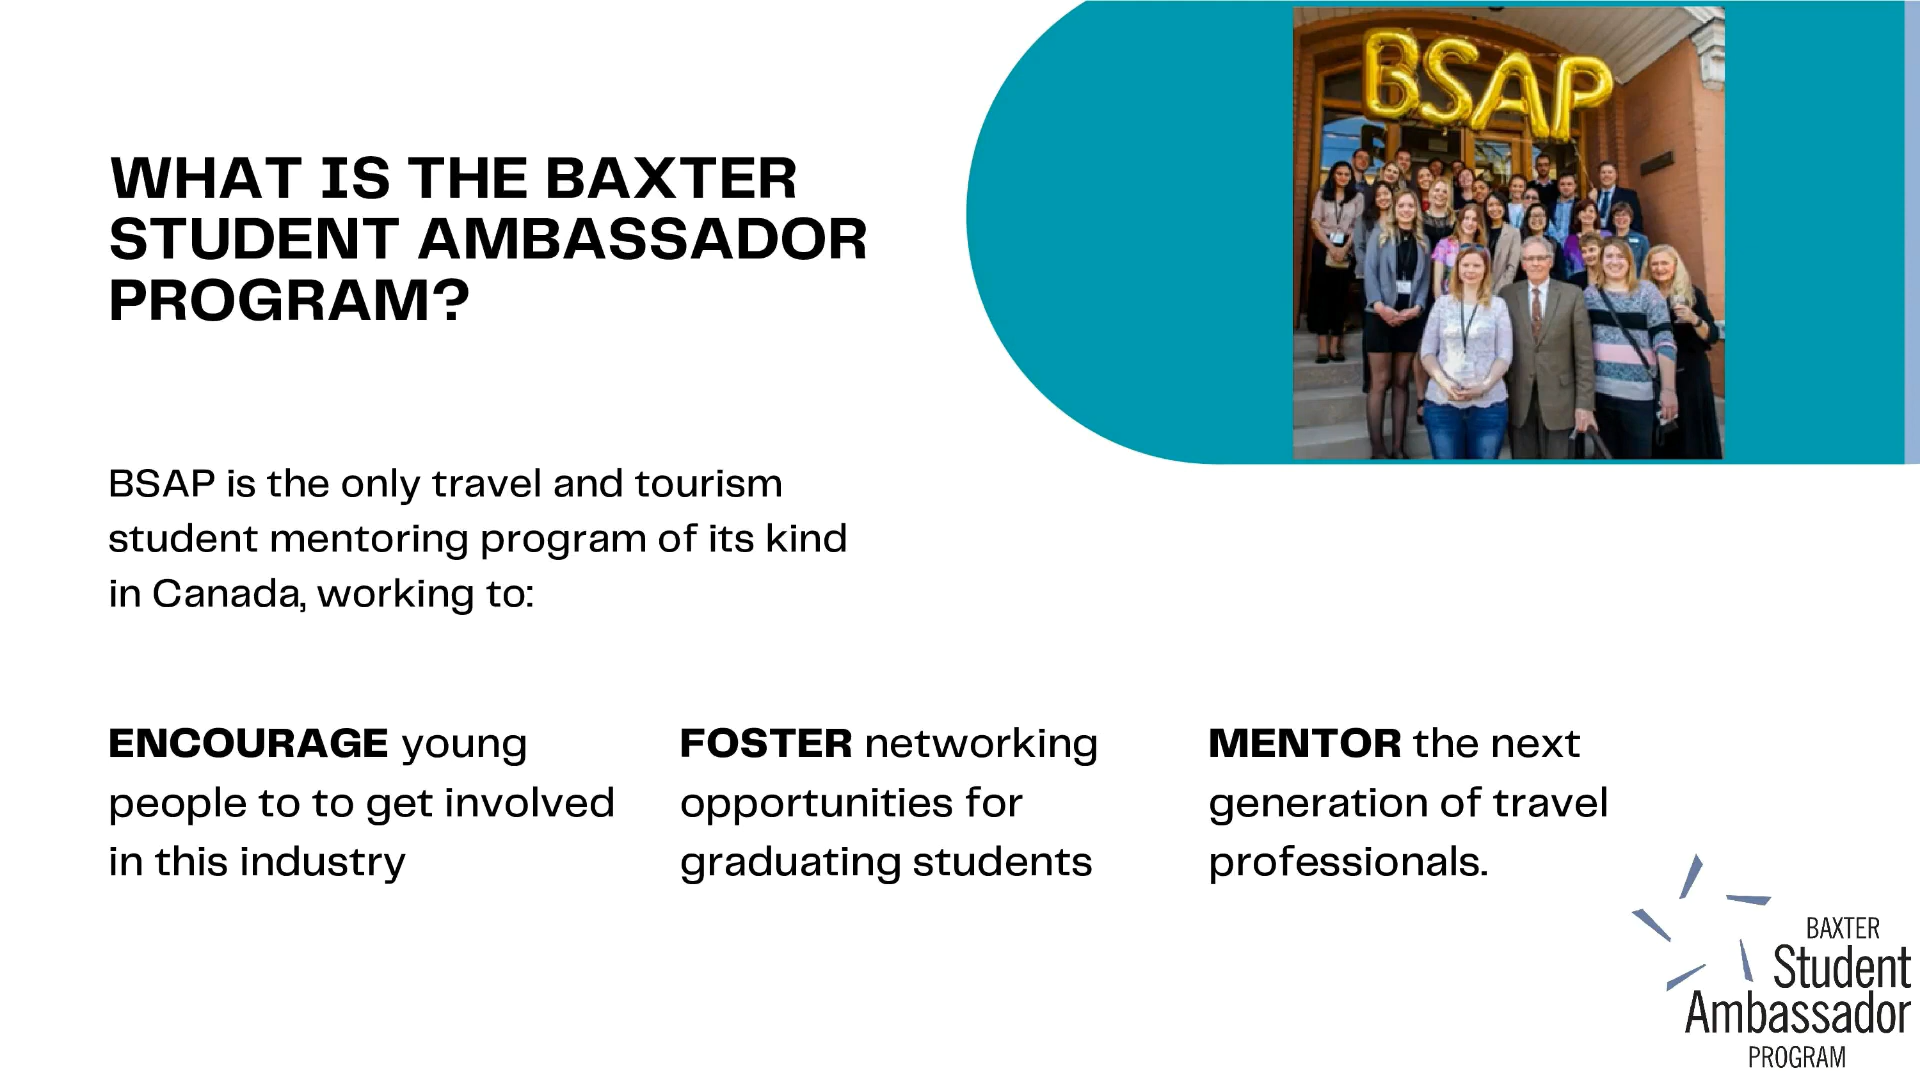 BSAP
WHAT IS THE BAXTER
STUDENT AMBASSADOR
PROGRAM?
BSAP is the only travel and tourism
student mentoring program of its kind
in Canada, working to:
ENCOURAGE young
people to to get involved
in this industry
FOSTER networking
opportunities for
graduating students
MENTOR the next
generation of travel
professionals.
BAXTER
Student
Ambassador
PROGRAM